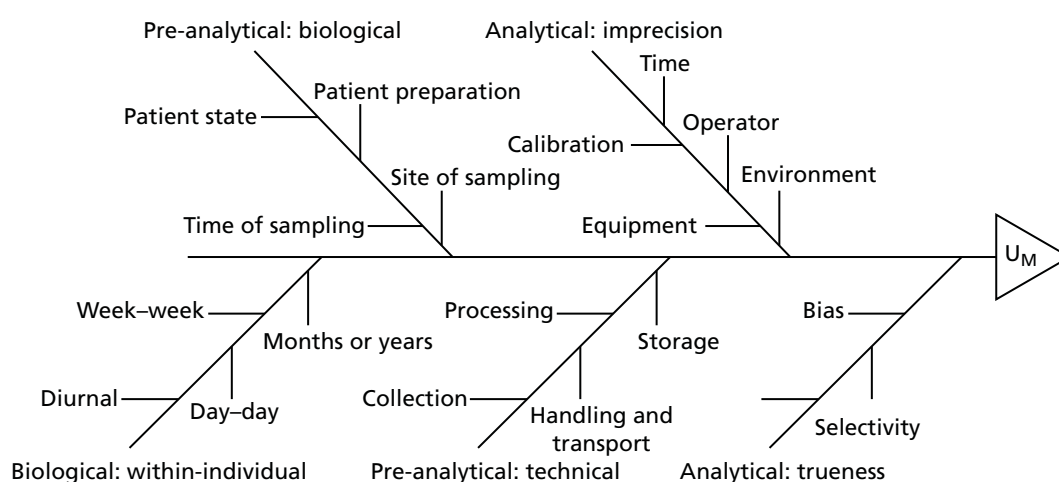 Pre-analytical: biological
Analytical: imprecision
Time
Patient preparation
Patient state
Operator
Calibration
Site of sampling
Environment
Time of sampling
Equipment
U_M
Week–week
Processing
Bias
Months or years
Storage
Diurnal
Day–day
Collection
Handling and
transport
Selectivity
Biological: within-individual
Pre-analytical: technical
Analytical: trueness